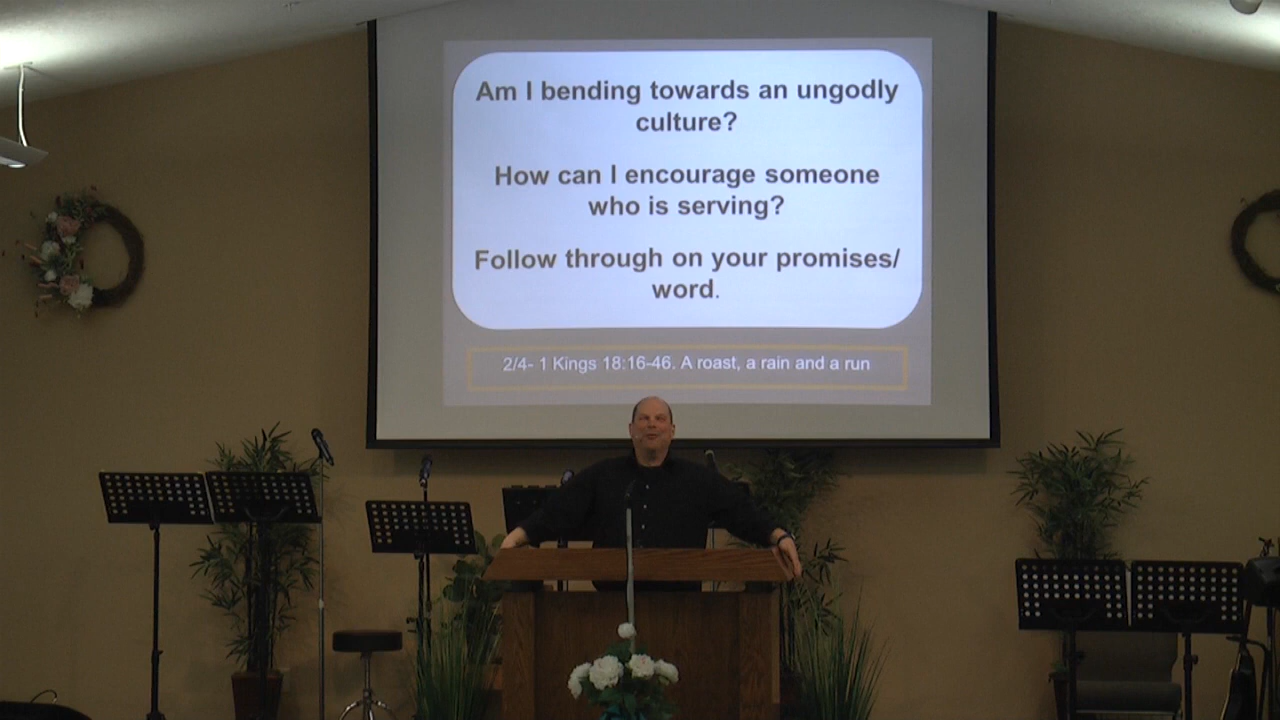 Am I bending towards an ungodly
culture?
How can I encourage someone
who is serving?
Follow through on your promises/
word.
2/4- 1 Kings 18:16-46. A roast, a rain and a run